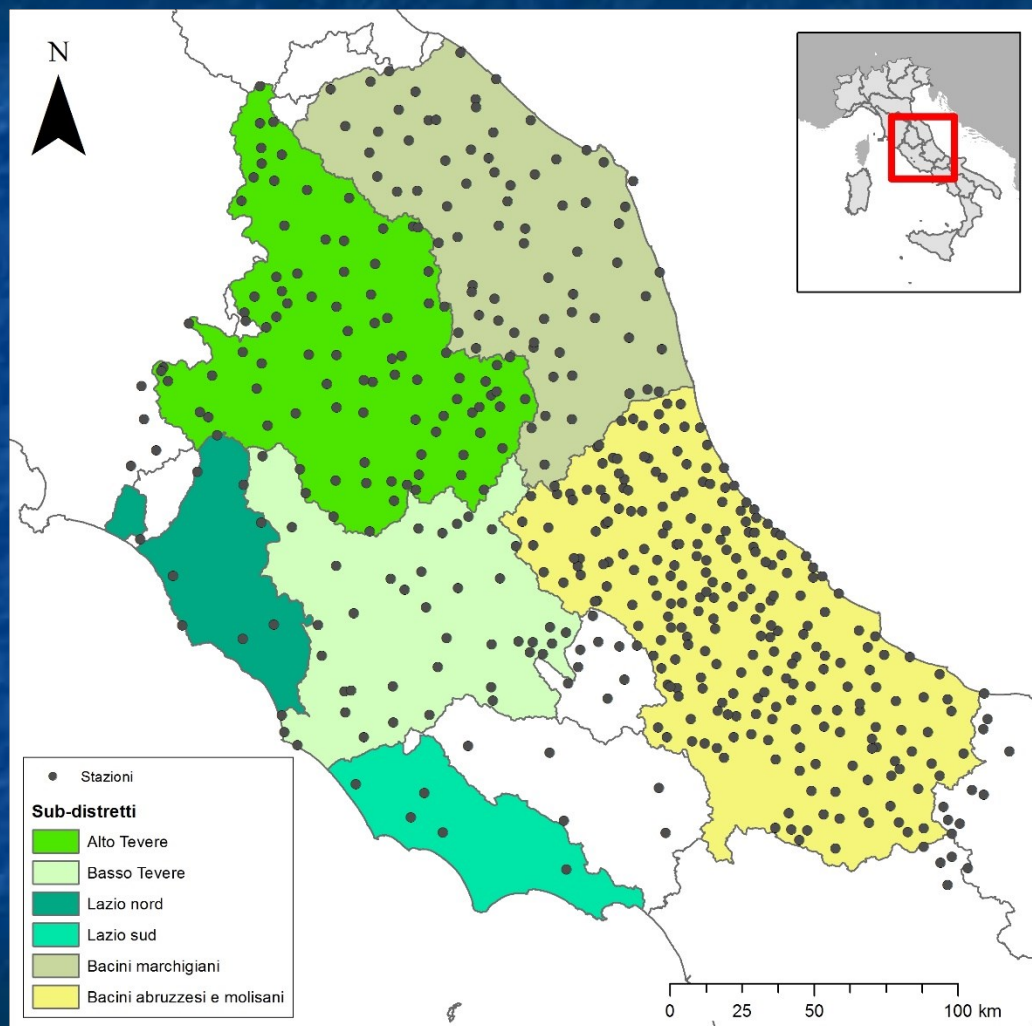 N
Stazioni
Sub-distretti
Alto Tevere
Basso Tevere
Lazio nord
Lazio sud
Bacini marchigiani
Bacini abruzzesi e molisani
0 25 50 100 km